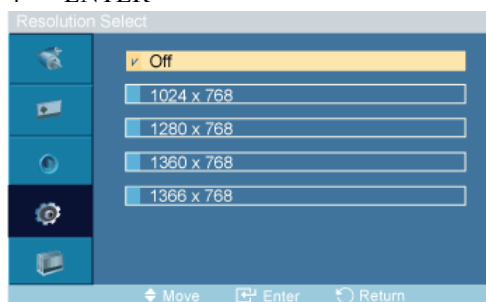 Resolution Select
Off
1024 x 768
1280 x 768
1360 x 768
1366 x 768
Move Enter Return